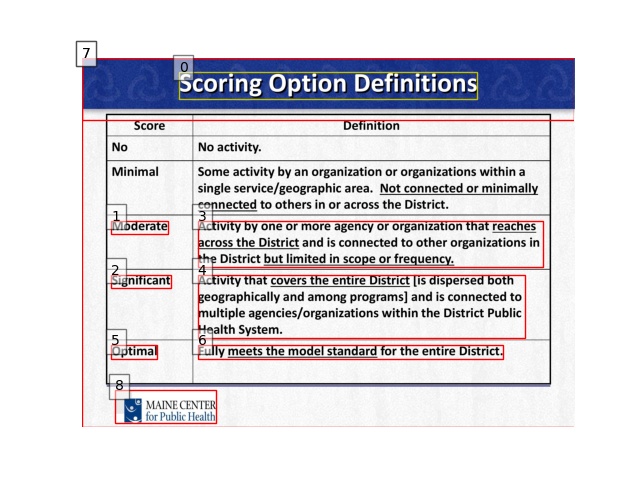 7
0
Scoring Option Definitions
Score Definition
No No activity.
Minimal Some activity by an organization or organizations within a
single service/geographic area. Not connected or minimally
connected to others in or across the District.
1 3
Moderate Activity by one or more agency or organization that reaches
across the District and is connected to other organizations in
the District but limited in scope or frequency.
2 4
Significant Activity that covers the entire District [is dispersed both
geographically and among programs] and is connected to
multiple agencies/organizations within the District Public
Health System.
5 6
Optimal Fully meets the model standard for the entire District.
8
MAINE CENTER
for Public Health